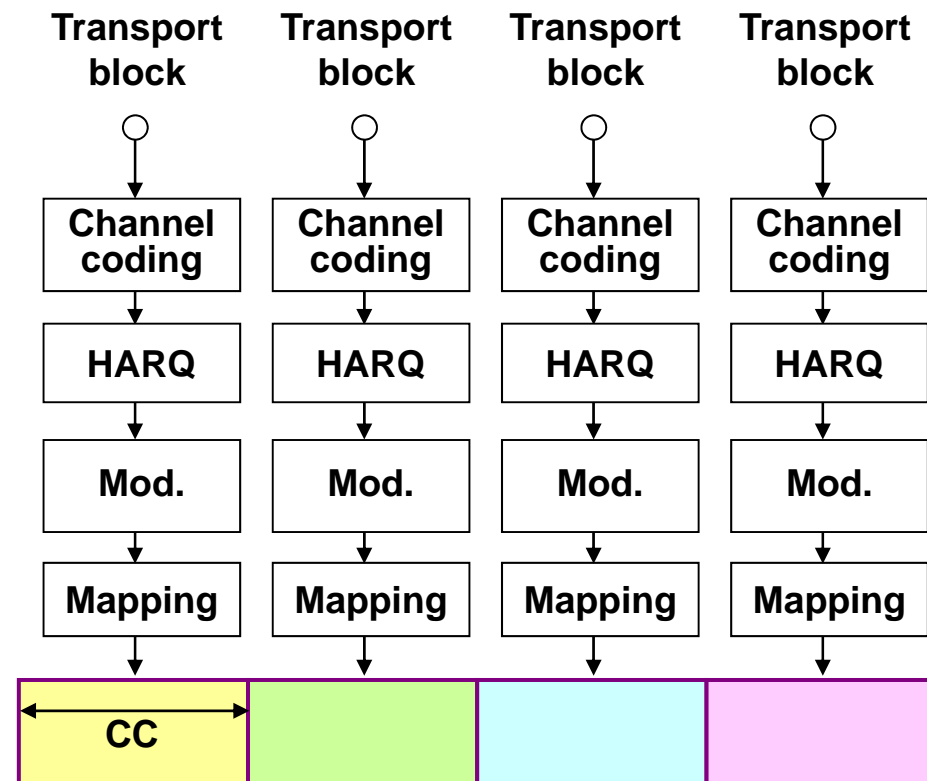 Transport Transport Transport Transport
block block block block
Channel Channel Channel Channel
coding coding coding coding
HARQ HARQ HARQ HARQ
Mod. Mod. Mod. Mod.
Mapping Mapping Mapping Mapping
CC